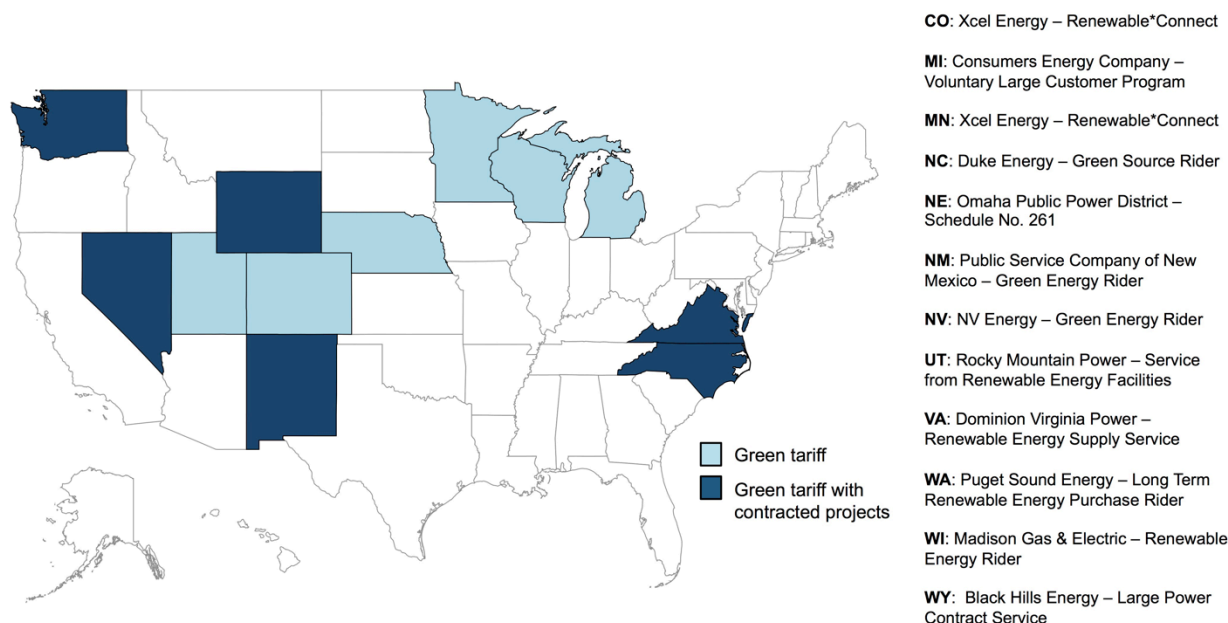 CO: Xcel Energy – Renewable*Connect
MI: Consumers Energy Company –
Voluntary Large Customer Program
MN: Xcel Energy – Renewable*Connect
NC: Duke Energy – Green Source Rider
NE: Omaha Public Power District –
Schedule No. 261
NM: Public Service Company of New
Mexico – Green Energy Rider
NV: NV Energy – Green Energy Rider
UT: Rocky Mountain Power – Service
from Renewable Energy Facilities
VA: Dominion Virginia Power –
Renewable Energy Supply Service
WA: Puget Sound Energy – Long Term
Renewable Energy Purchase Rider
WI: Madison Gas & Electric – Renewable
Energy Rider
WY: Black Hills Energy – Large Power
Contract Service
Green tariff
Green tariff with
contracted projects